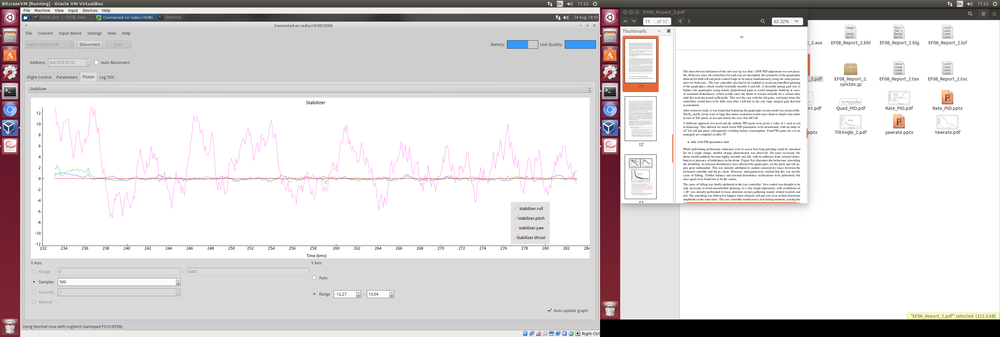 BitcrazeVM [Running] - Oracle VM VirtualBox
En 17:55
File Machine View Input Devices Help
[EF08_Dev - [~/EF08_Dev] - .... Connected on radio://0/80... Terminal 24 Aug, 18:55
Connected on radio://0/80/250K
File Connect Input device Settings View Help
radio://0/80/250K Disconnect Scan Battery: Link Quality:
Address: 0xE7E7E7E7E7 Auto Reconnect
Flight Control Parameters Plotter Log TOC
Stabilizer
Stabilizer
12
10
8
6
4
2
0
-2
-4
-6
-8
-10
-12
stabilizer.roll
stabilizer.pitch
stabilizer.yaw
stabilizer.thrust
232 234 236 238 240 242 244 246 248 250 252 254 256 258 260 262 264 266 268 270 272 274 276 278 280 282 284
Time (kms)
X Axis Y Axis
Range 0 - 1000
Auto
Samples 500
Seconds 1
Range -12,27 - 13,04
Manual
Auto update graph
Using Normal mux with Logitech Gamepad F310 (EF08)
Right Ctrl
En 17:55
EF08_Report_2.pdf
11 of 17 62.32%
Thumbnails
11
12
13
10
The most obvious limitation of this new test rig was that 1 DOF PID adjustment was not possi-
ble. However, since the controllers for each axis are decoupled, the symmetry of the quadcopter
allowed for both roll and pitch control loops to be tuned simultaneously using the same param-
eters for both axes. The yaw controller also had to be enabled to avoid uncontrolled spinning
of the quadcopter, which would eventually unsettle it and fall. A desirable tuning goal was to
balance the quadcopter using mainly proportional gains to avoid integrator build-up in cases
of sustained disturbances, which would cause the drone to remain unstable for a certain time
until this term decreased sufficiently. This was the case with the old gains, and many times the
controllers would have to be fully reset after a fall due to the very large integral gain that had
accumulated.
After extensive trials, it was found that balancing the quadcopter on rate mode was not possible:
The Kp and Ki terms were so large that motor saturation would cause them to simply turn either
at zero or full speed, as was previously the case, but still fall.
A different approach was used and the attitude PID gains were given a value of 1 each to aid
in balancing. This allowed for much lower PID parameters to be determined, with an order of
10³ for roll and pitch, subsequently resulting battery consumption. Final PID gains for a 8 cm
monopod are compiled in table ??.
• table with PID parameters here
While performing preliminary endurance tests to assess how long perching could be sustained
for on a single charge, another strange phenomenon was observed: On some occasions, the
drone would suddenly become highly unstable and fall, with no influence from external distur-
bances or presence of imbalances in the drone. Figure 9(a) illustrates this behaviour: preceding
the instability, no external disturbances have affected the quadcopter, yet the pitch and roll an-
gles grow unbounded. This was initially attributed to sudden connectivity losses between the
on-board controller and the pc client. However, subsequent tests verified that this was not the
cause of falling. Further balance and external disturbance verifications were performed, but
once again were found not to be the causes.
The cause of falling was finally attributed to the yaw controller: Yaw control was thought to be
only necessary to avoid uncontrolled spinning, as a very rough adjustment, with oscillations of
±20° was initially performed to focus attention on data gathering mainly related to pitch and
roll. The unsettling was believed to happen when all pitch, roll and yaw were at their maximum
amplitudes at the same time: The yaw controller would exert a fast turning moment, causing the
t_2.aux EF08_Report_2.bbl EF08_Report_2.blg EF08_Report_2.lof
t_2.pdf EF08_Report_2.synctex.gz EF08_Report_2.tex EF08_Report_2.toc
n1.pdf Quad_PID.pdf Rate_PID.pdf Rate_PID.pptx
pptx TiltAngle_2.pdf yawrate.pptx Yawrate.pdf
"EF08_Report_2.pdf" selected (322.6 kB)